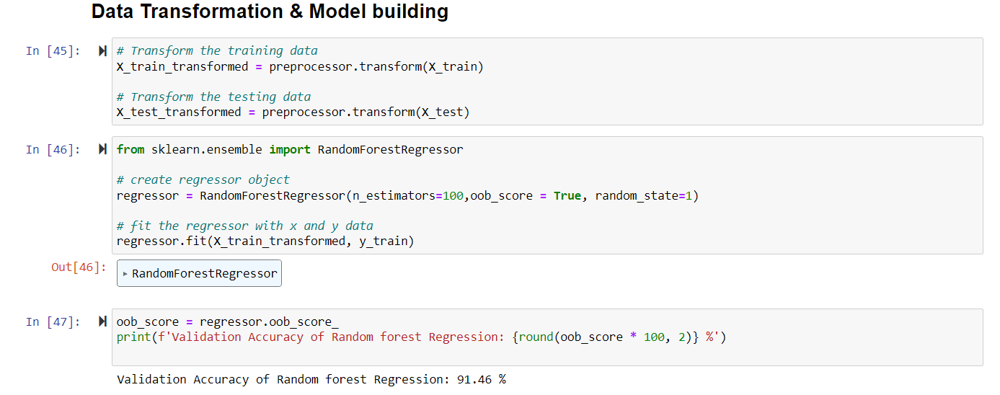 Data Transformation & Model building
In [45]:
# Transform the training data
X_train_transformed = preprocessor.transform(X_train)
# Transform the testing data
X_test_transformed = preprocessor.transform(X_test)
In [46]:
from sklearn.ensemble import RandomForestRegressor
# create regressor object
regressor = RandomForestRegressor(n_estimators=100,oob_score = True, random_state=1)
# fit the regressor with x and y data
regressor.fit(X_train_transformed, y_train)
Out[46]:
RandomForestRegressor
In [47]:
oob_score = regressor.oob_score_
print(f'Validation Accuracy of Random forest Regression: {round(oob_score * 100, 2)} %')
Validation Accuracy of Random forest Regression: 91.46 %